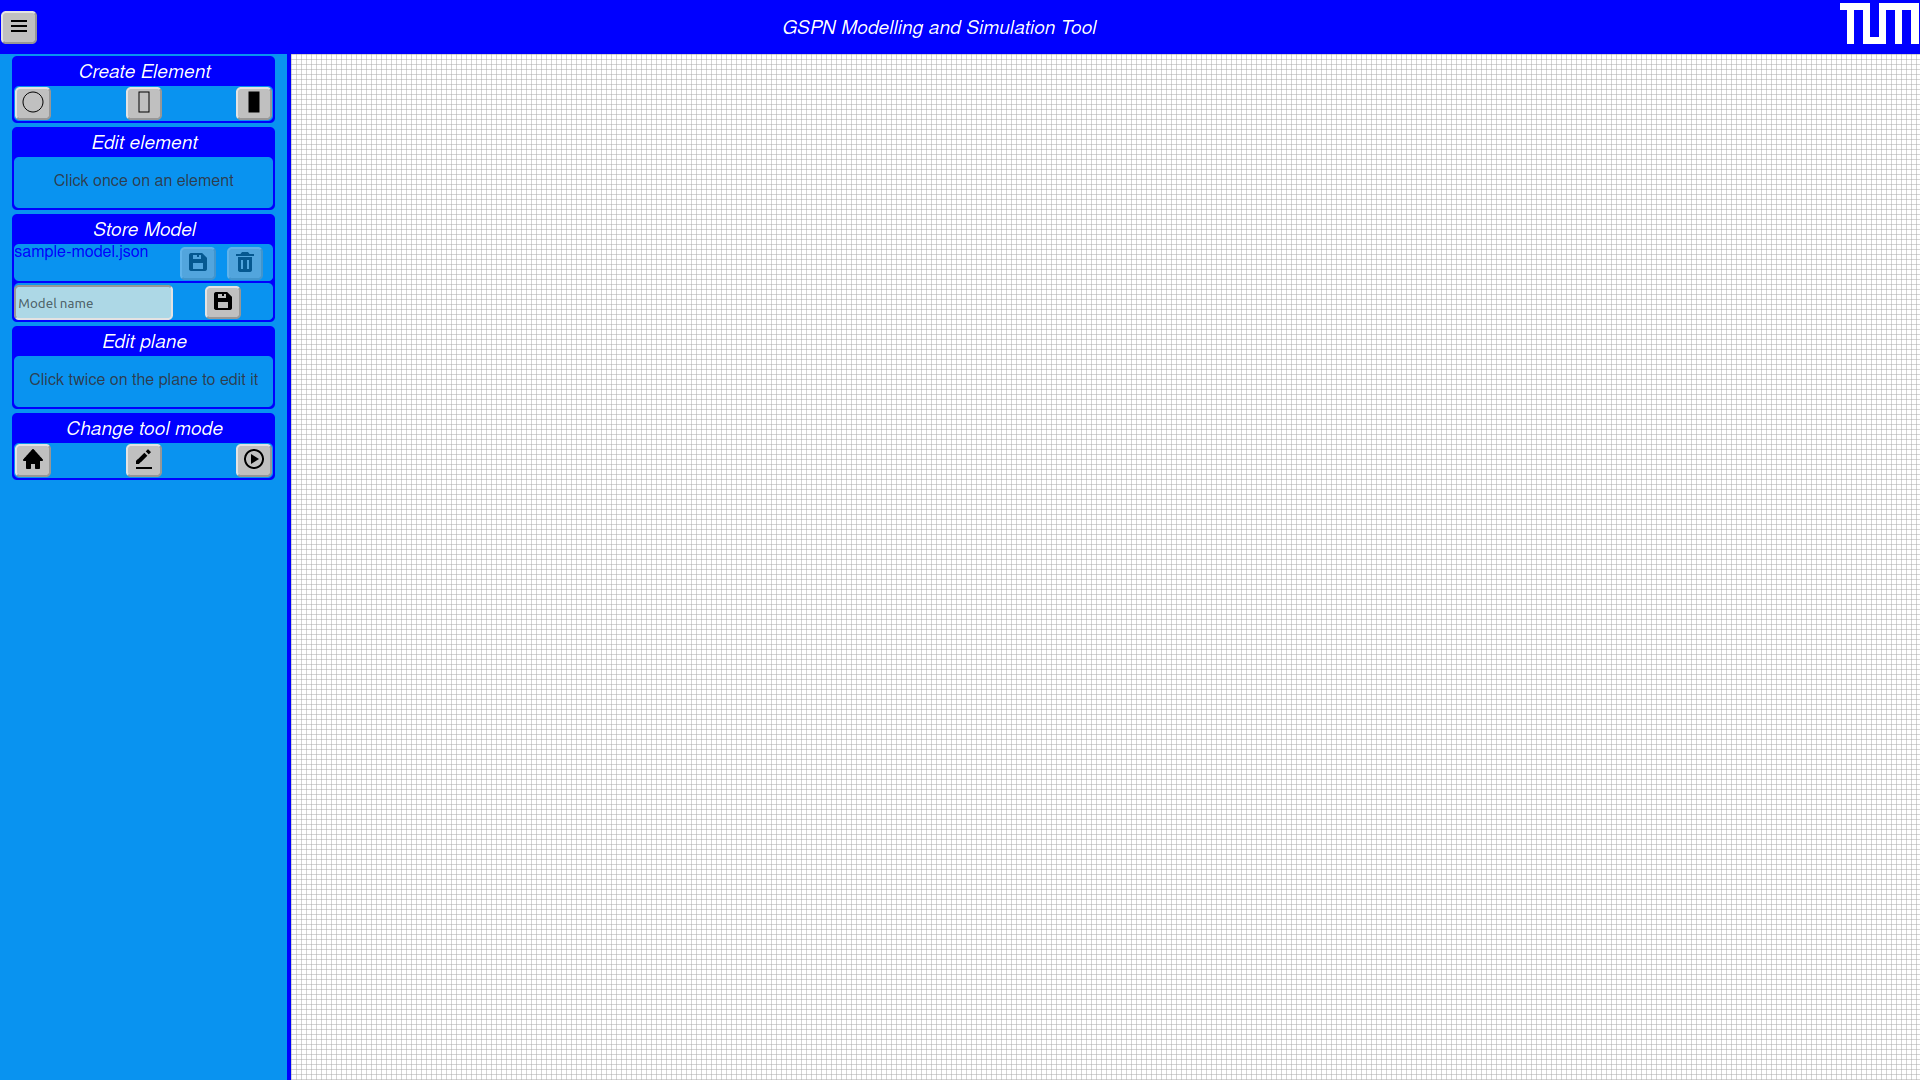 GSPN Modelling and Simulation Tool
TUM
Create Element
Edit element
Click once on an element
Store Model
sample-model.json
Model name
Edit plane
Click twice on the plane to edit it
Change tool mode